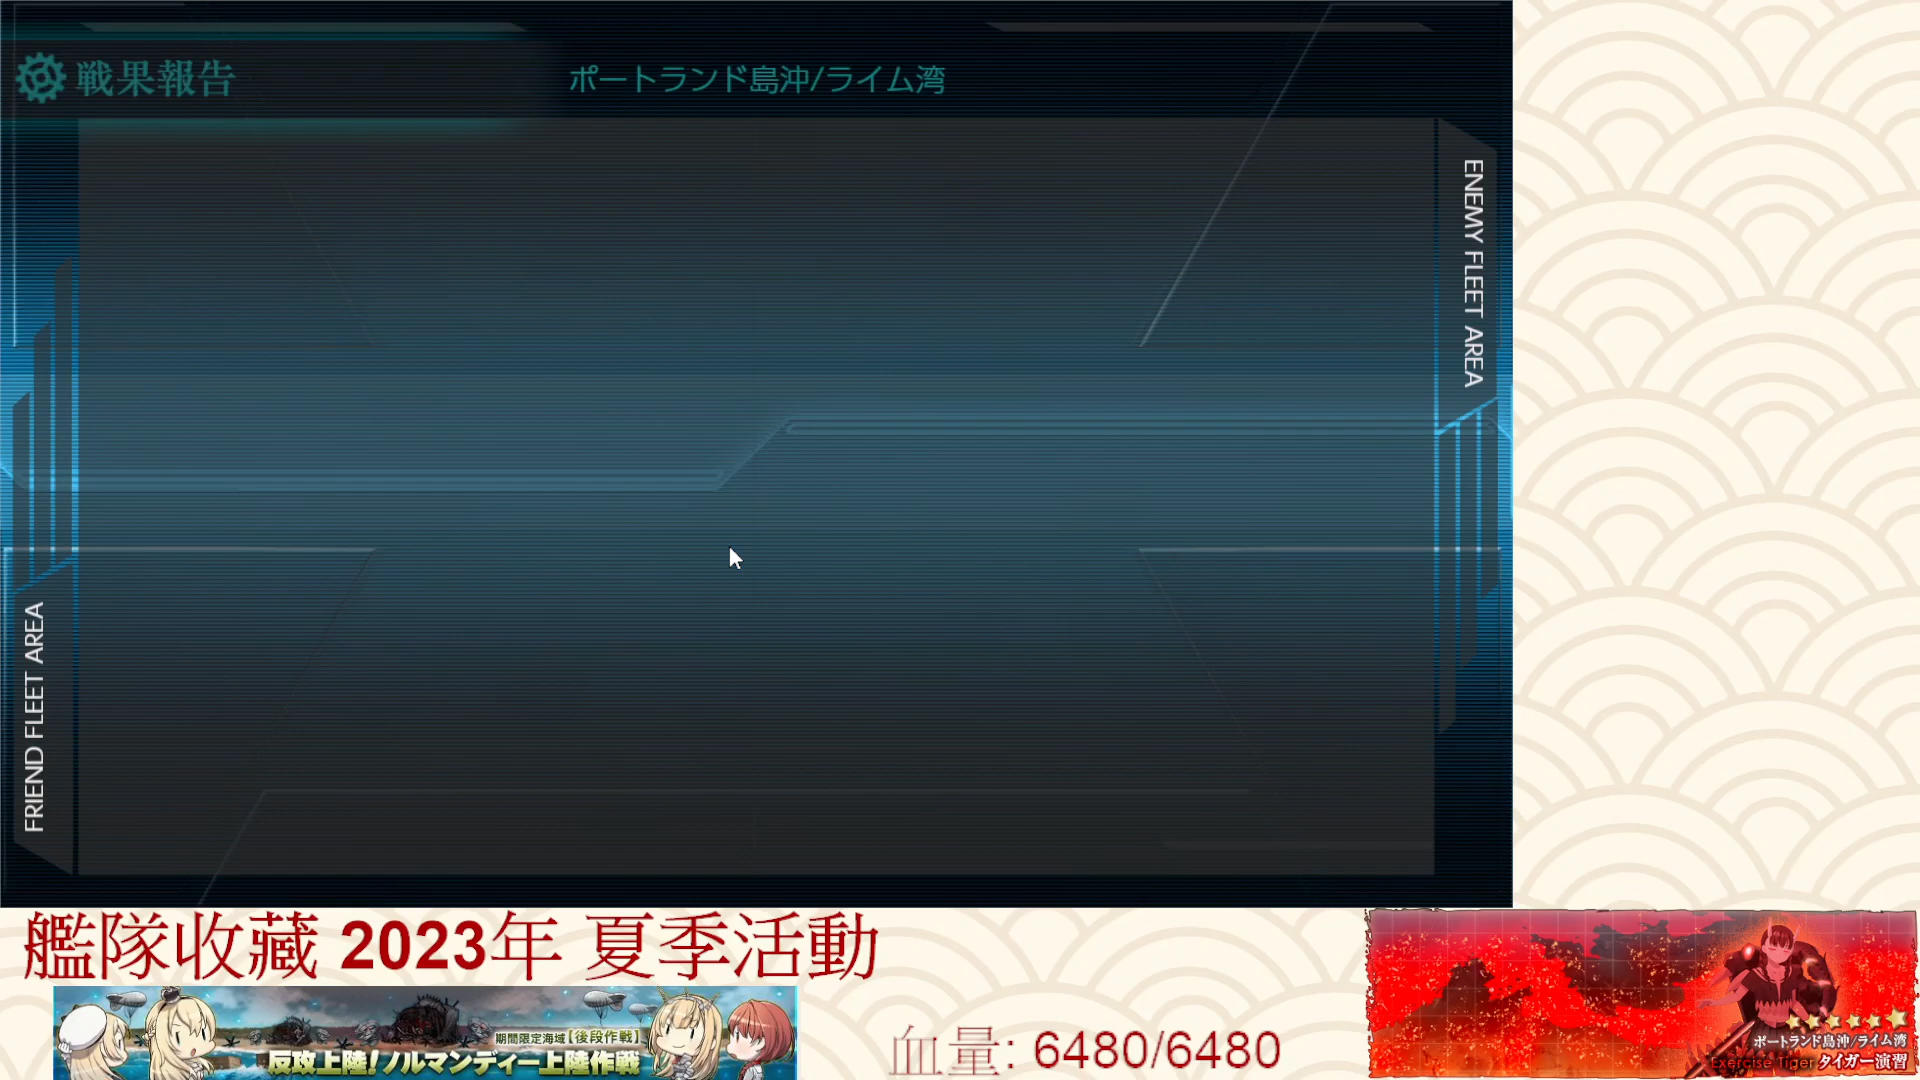 戦果報告
ポートランド島沖/ライム湾
ENEMY FLEET AREA
FRIEND FLEET AREA
艦隊收藏 2023年 夏季活動
期間限定海域【後段作戦】
反攻上陸!ノルマンディー上陸作戦
血量: 6480/6480
ポートランド島沖/ライム湾
Exercise Tiger タイガー演習